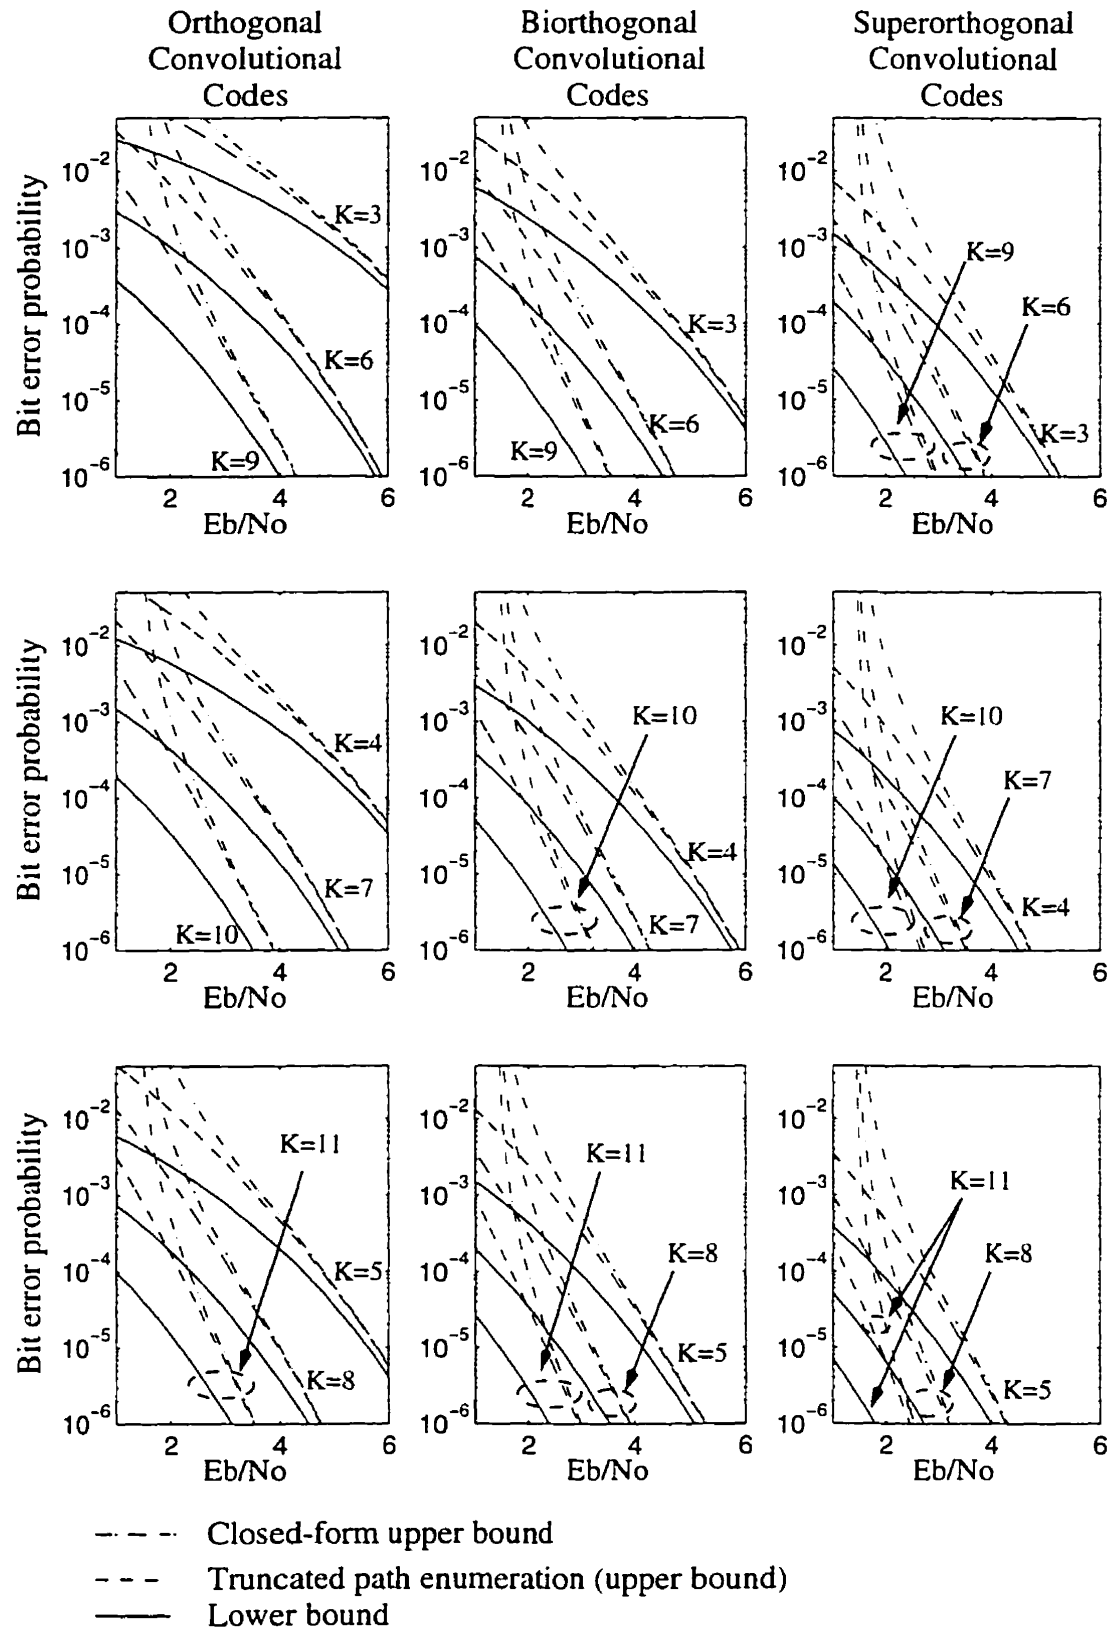 Orthogonal
Convolutional
Codes
Biorthogonal
Convolutional
Codes
Superorthogonal
Convolutional
Codes
Bit error probability
10^-2
10^-3
10^-4
10^-5
10^-6
K=3
K=6
K=9
2 4 6
Eb/No
10^-2
10^-3
10^-4
10^-5
10^-6
K=3
K=6
K=9
2 4 6
Eb/No
10^-2
10^-3
10^-4
10^-5
10^-6
K=9
K=6
K=3
2 4 6
Eb/No
Bit error probability
10^-2
10^-3
10^-4
10^-5
10^-6
K=4
K=7
K=10
2 4 6
Eb/No
10^-2
10^-3
10^-4
10^-5
10^-6
K=10
K=4
K=7
2 4 6
Eb/No
10^-2
10^-3
10^-4
10^-5
10^-6
K=10
K=7
K=4
2 4 6
Eb/No
Bit error probability
10^-2
10^-3
10^-4
10^-5
10^-6
K=11
K=5
K=8
2 4 6
Eb/No
10^-2
10^-3
10^-4
10^-5
10^-6
K=11
K=8
K=5
2 4 6
Eb/No
10^-2
10^-3
10^-4
10^-5
10^-6
K=11
K=8
K=5
2 4 6
Eb/No
Closed-form upper bound
Truncated path enumeration (upper bound)
Lower bound